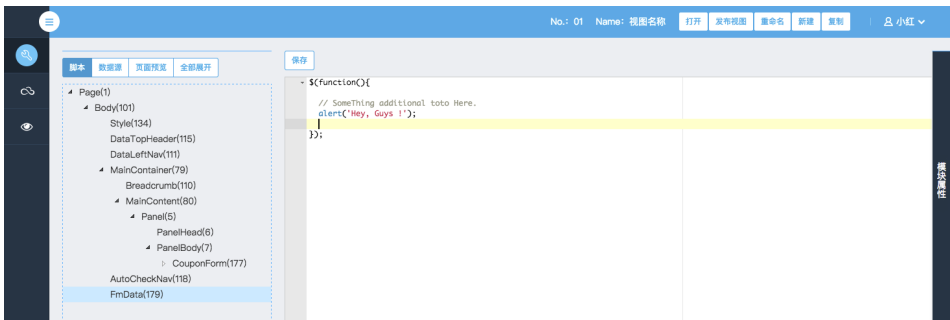 No.: 01 Name: 视图名称 打开 发布视图 重命名 新建 复制 小红
脚本 数据源 页面预览 全部展开
Page(1)
Body(101)
Style(134)
DataTopHeader(115)
DataLeftNav(111)
MainContainer(79)
Breadcrumb(110)
MainContent(80)
Panel(5)
PanelHead(6)
PanelBody(7)
CouponForm(177)
AutoCheckNav(118)
FmData(179)
保存
$(function(){
// SomeThing additional toto Here.
alert('Hey, Guys !');
});
模块属性